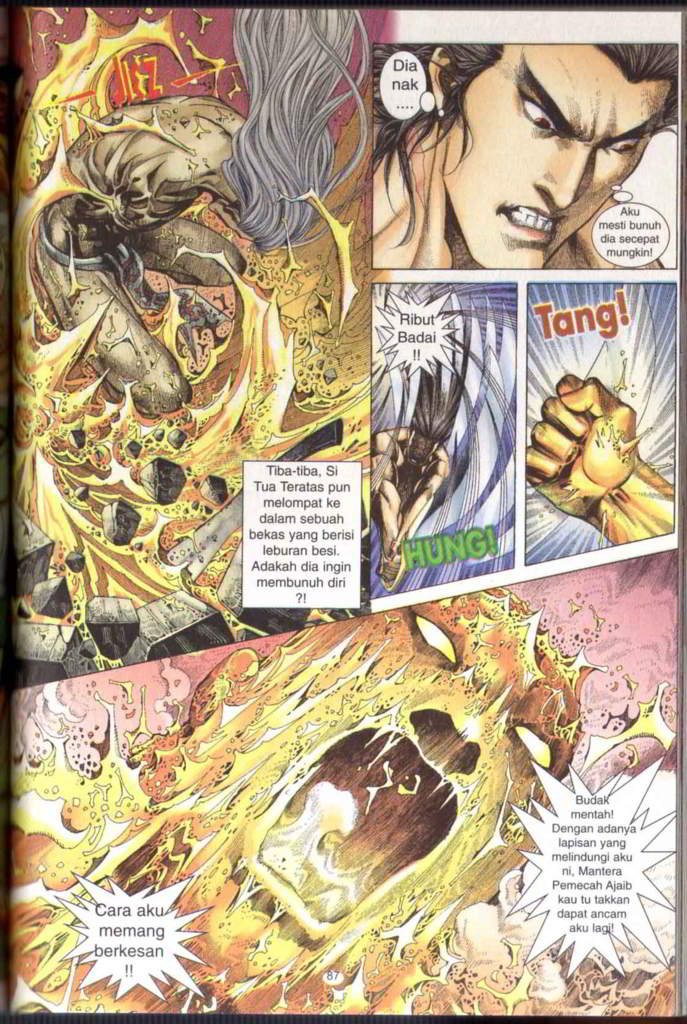 JEZ
Dia
nak
....
Aku
mesti bunuh
dia secepat
mungkin!
Ribut
Badai
!!
HUNG!
Tang!
Tiba-tiba, Si
Tua Teratas pun
melompat ke
dalam sebuah
bekas yang berisi
leburan besi.
Adakah dia ingin
membunuh diri
?!
Budak
mentah!
Dengan adanya
lapisan yang
melindungi aku
ni, Mantera
Pemecah Ajaib
kau tu takkan
dapat ancam
aku lagi!
Cara aku
memang
berkesan
!!
87